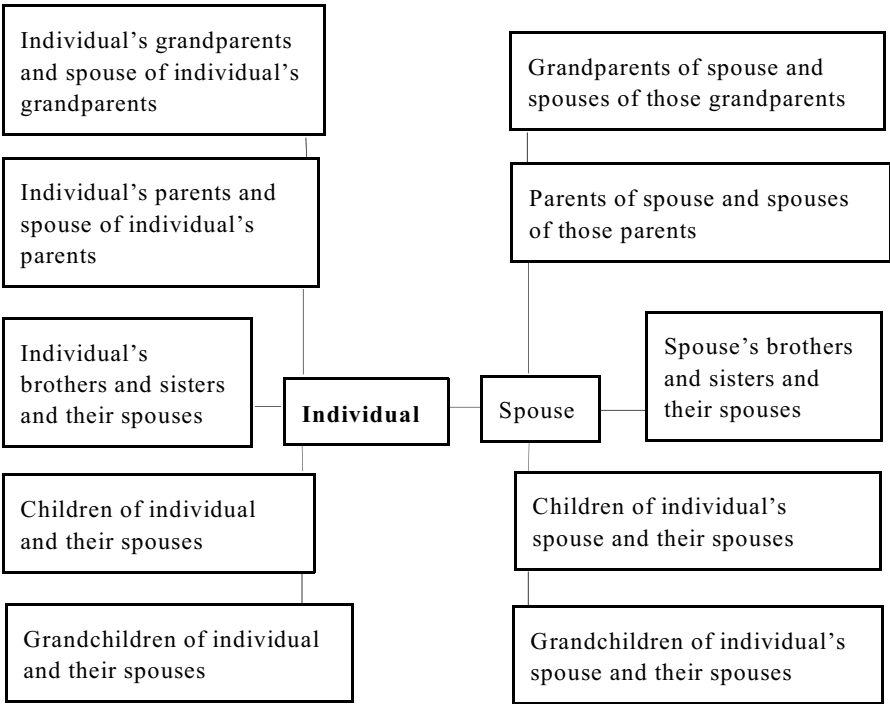 Individual’s grandparents
and spouse of individual’s
grandparents
Grandparents of spouse and
spouses of those grandparents
Individual’s parents and
spouse of individual’s
parents
Parents of spouse and spouses
of those parents
Individual’s
brothers and sisters
and their spouses
Individual
Spouse
Spouse’s brothers
and sisters and
their spouses
Children of individual
and their spouses
Children of individual’s
spouse and their spouses
Grandchildren of individual
and their spouses
Grandchildren of individual’s
spouse and their spouses